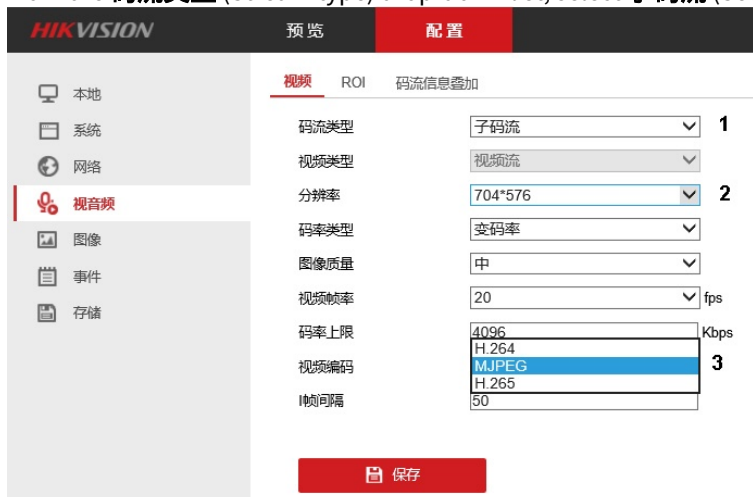 HIKVISION 预览 配置
视频 ROI 码流信息叠加
本地
系统
网络
视音频
图像
事件
存储
码流类型 子码流 1
视频类型 视频流
分辨率 704*576 2
码率类型 变码率
图像质量 中
视频帧率 20 fps
码率上限 4096 Kbps
H.264
视频编码 MJPEG 3
H.265
I帧间隔 50
保存